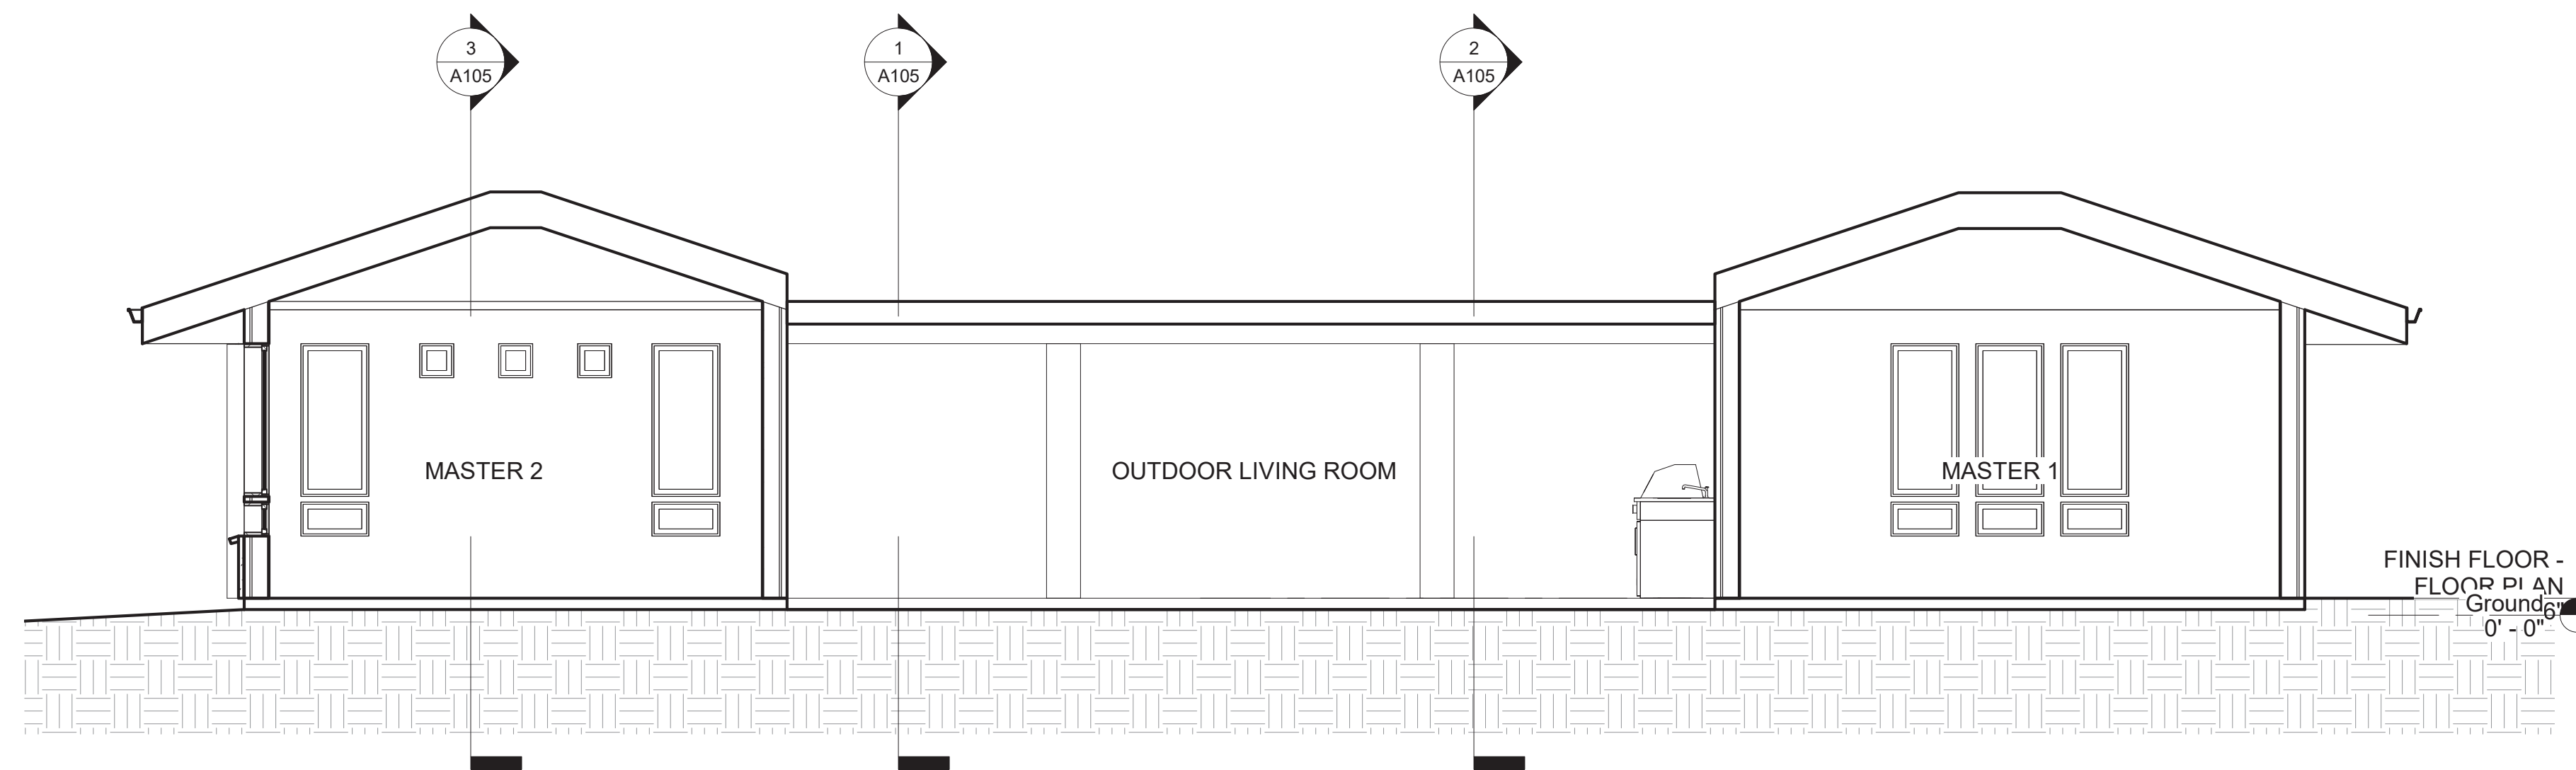 3
A105
1
A105
2
A105
MASTER 2
OUTDOOR LIVING ROOM
MASTER 1
FINISH FLOOR -
FLOOR PLAN
Ground
6"
0' - 0"